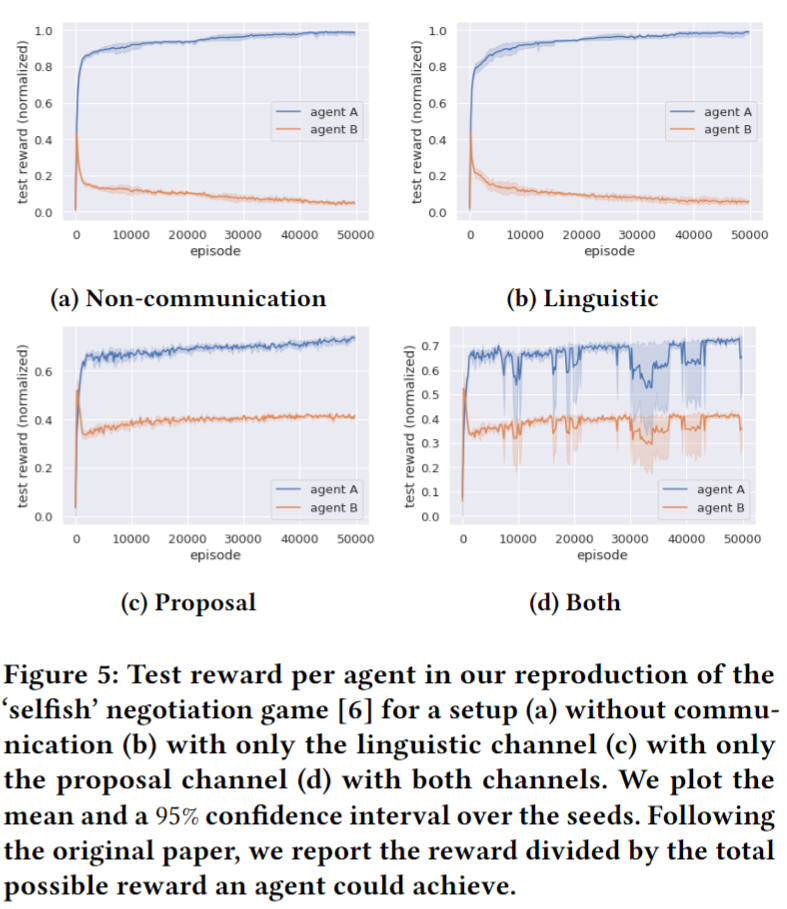 1.0
0.8
0.6
0.4
0.2
0.0
test reward (normalized)
agent A
agent B
0 10000 20000 30000 40000 50000
episode
(a) Non-communication
1.0
0.8
0.6
0.4
0.2
0.0
test reward (normalized)
agent A
agent B
0 10000 20000 30000 40000 50000
episode
(b) Linguistic
0.6
0.4
0.2
0.0
test reward (normalized)
agent A
agent B
0 10000 20000 30000 40000 50000
episode
(c) Proposal
0.7
0.6
0.5
0.4
0.3
0.2
0.1
0.0
test reward (normalized)
agent A
agent B
0 10000 20000 30000 40000 50000
episode
(d) Both
Figure 5: Test reward per agent in our reproduction of the
‘selfish’ negotiation game [6] for a setup (a) without commu-
nication (b) with only the linguistic channel (c) with only
the proposal channel (d) with both channels. We plot the
mean and a 95% confidence interval over the seeds. Following
the original paper, we report the reward divided by the total
possible reward an agent could achieve.